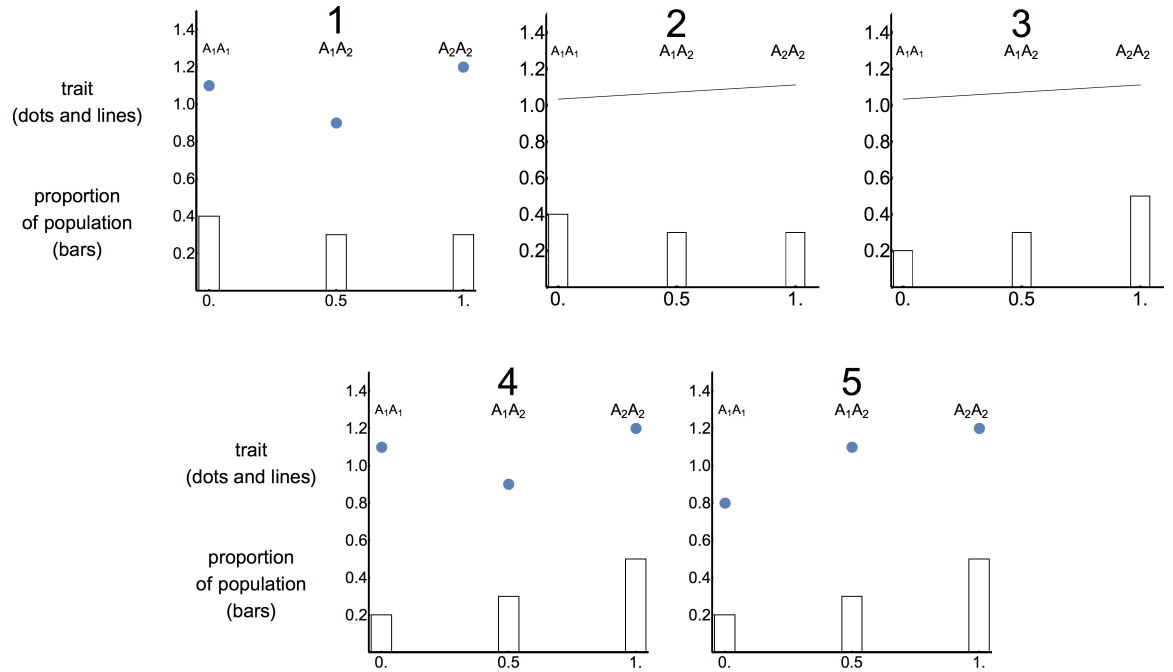 1 2 3
1.4 1.4 1.4
A₁A₁ A₁A₂ A₂A₂ A₁A₁ A₁A₂ A₂A₂ A₁A₁ A₁A₂ A₂A₂
1.2 1.2 1.2
trait
(dots and lines) 1.0 1.0 1.0
0.8 0.8 0.8
0.6 0.6 0.6
proportion
of population
(bars)
0.4 0.4 0.4
0.2 0.2 0.2
0. 0.5 1. 0. 0.5 1. 0. 0.5 1.
4 5
1.4 1.4
A₁A₁ A₁A₂ A₂A₂ A₁A₁ A₁A₂ A₂A₂
1.2 1.2
trait
(dots and lines)
1.0 1.0
0.8 0.8
0.6 0.6
proportion
of population
(bars)
0.4 0.4
0.2 0.2
0. 0.5 1. 0. 0.5 1.